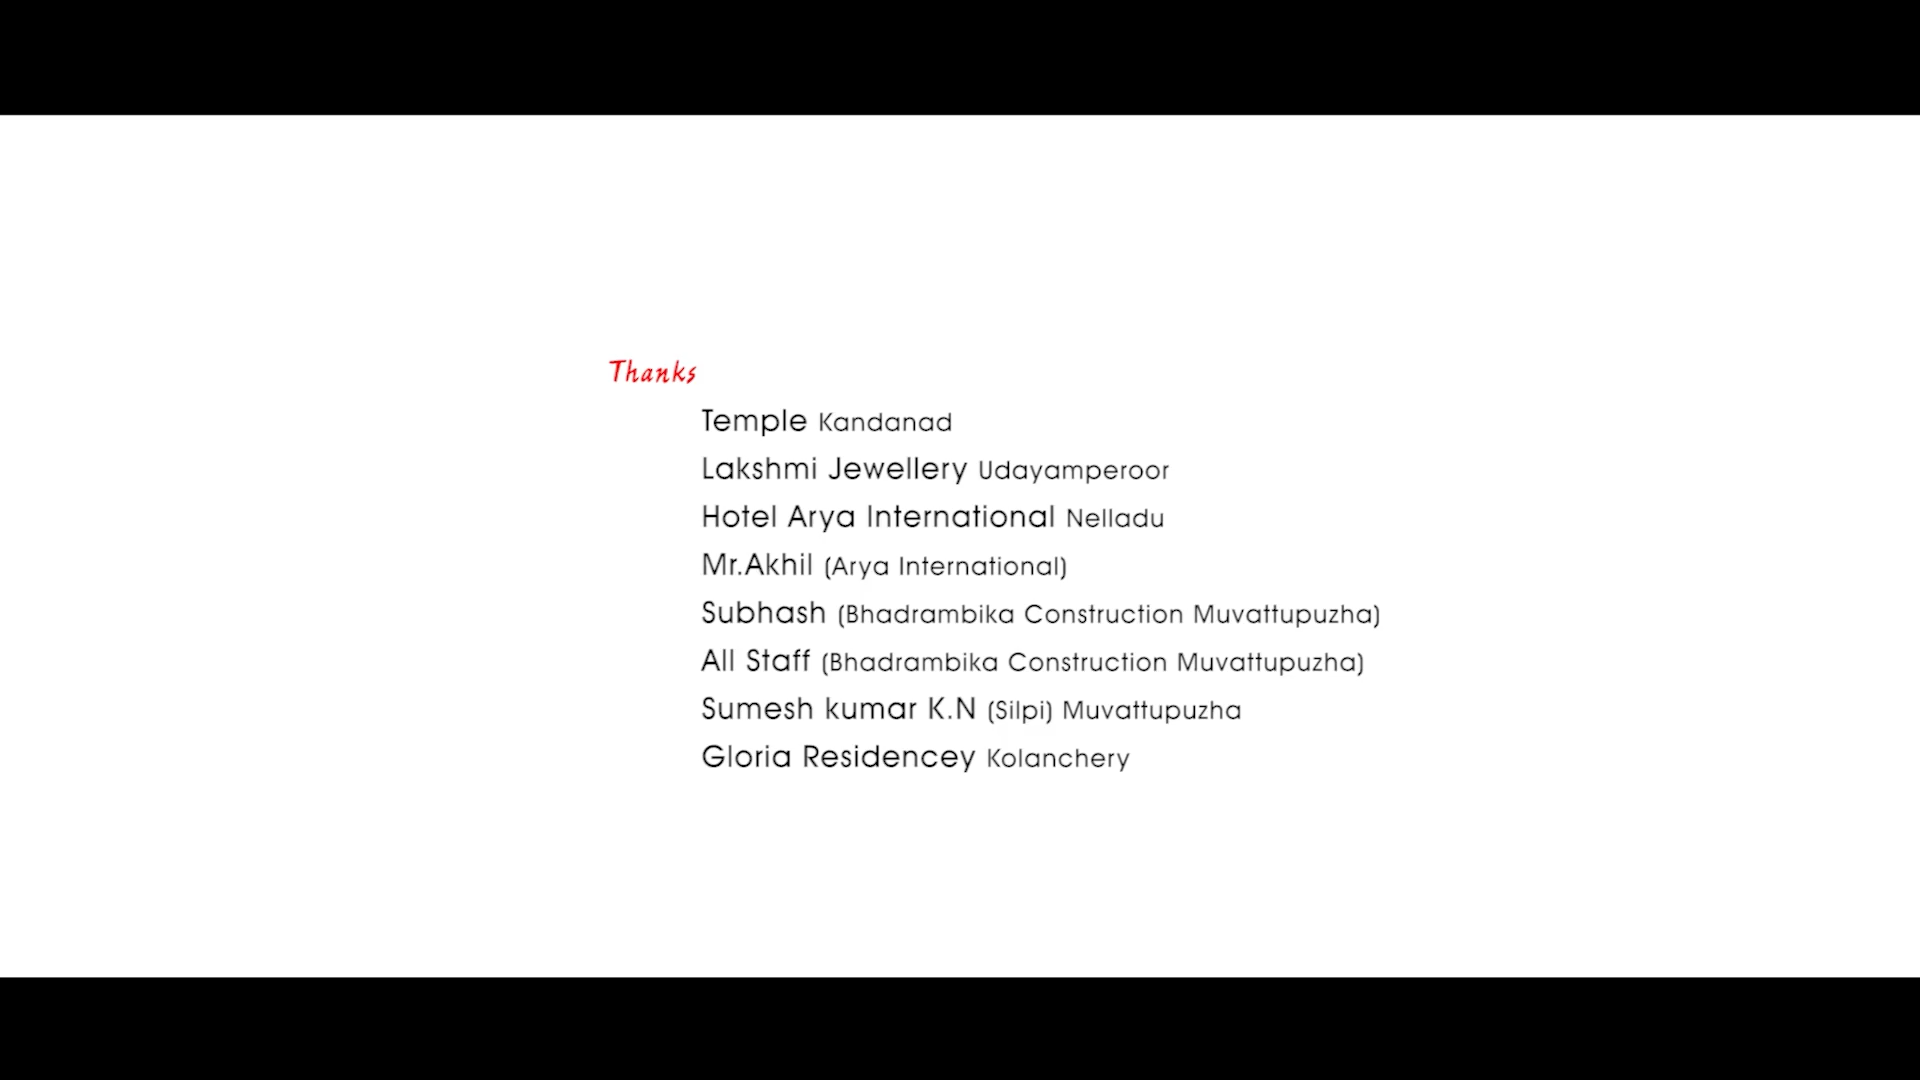 Thanks
Temple Kandanad
Lakshmi Jewellery Udayamperoor
Hotel Arya International Nelladu
Mr.Akhil (Arya International)
Subhash (Bhadrambika Construction Muvattupuzha)
All Staff (Bhadrambika Construction Muvattupuzha)
Sumesh kumar K.N (Silpi) Muvattupuzha
Gloria Residencey Kolanchery